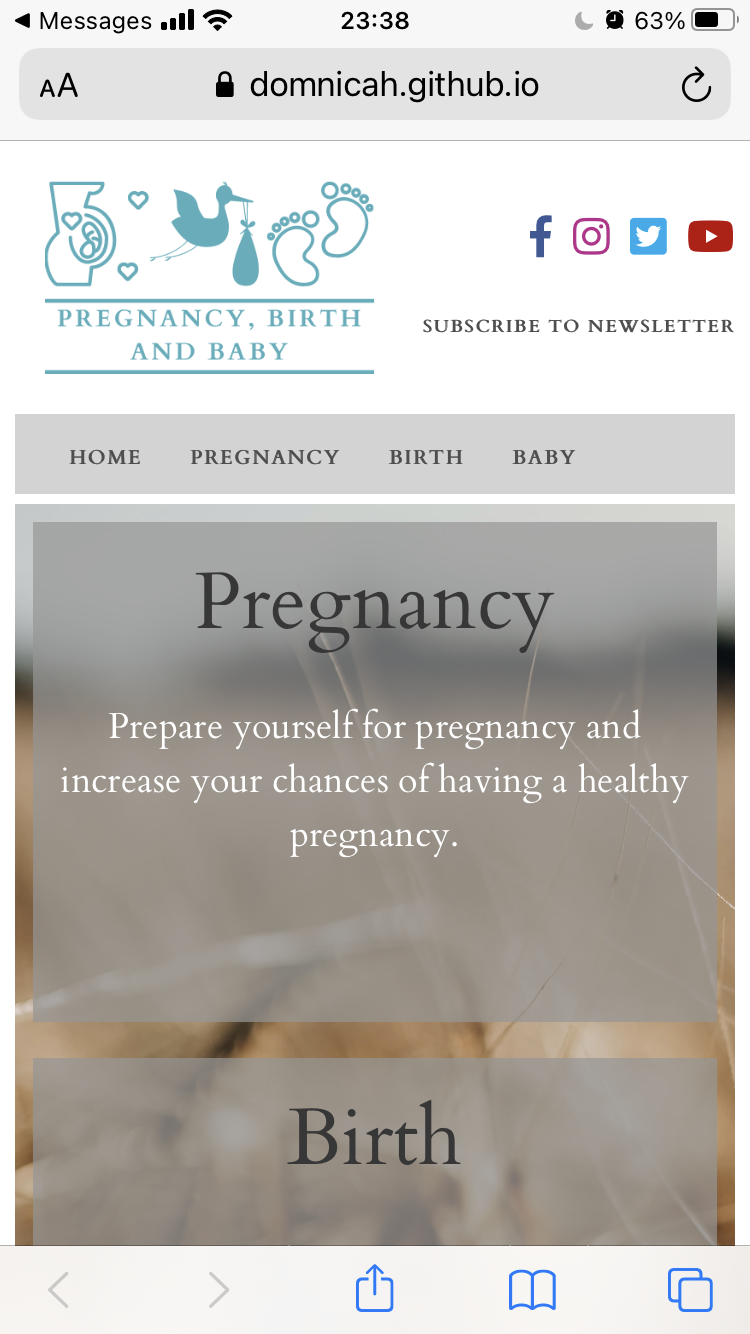 Messages
23:38
63%
AA
domnicah.github.io
PREGNANCY, BIRTH
AND BABY
SUBSCRIBE TO NEWSLETTER
HOME PREGNANCY BIRTH BABY
Pregnancy
Prepare yourself for pregnancy and
increase your chances of having a healthy
pregnancy.
Birth